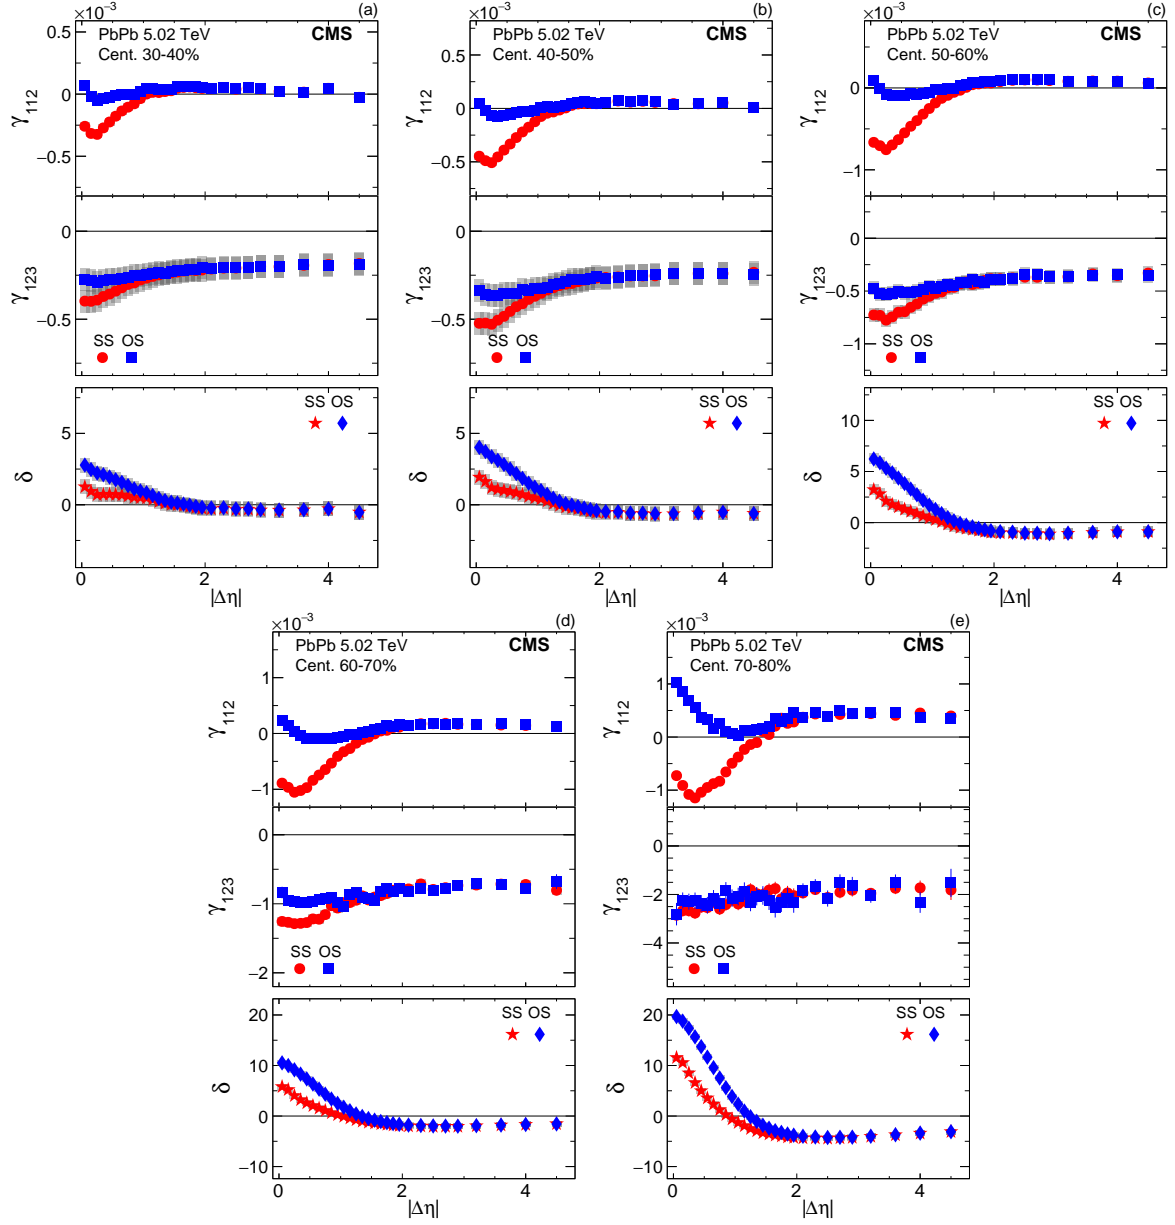 ×10⁻³ (a)
PbPb 5.02 TeV CMS
Cent. 30-40%
0.5
0
−0.5
γ₁₁₂
0
−0.5
γ₁₂₃
SS OS
SS OS
5
0
δ
0 2 4
|Δη|
×10⁻³ (b)
PbPb 5.02 TeV CMS
Cent. 40-50%
0.5
0
−0.5
γ₁₁₂
0
−0.5
γ₁₂₃
SS OS
SS OS
5
0
δ
0 2 4
|Δη|
×10⁻³ (c)
PbPb 5.02 TeV CMS
Cent. 50-60%
1
0
−1
γ₁₁₂
0
−0.5
−1
γ₁₂₃
SS OS
SS OS
10
5
0
δ
0 2 4
|Δη|
×10⁻³ (d)
PbPb 5.02 TeV CMS
Cent. 60-70%
1
0
−1
γ₁₁₂
0
−1
−2
γ₁₂₃
SS OS
SS OS
20
10
0
−10
δ
0 2 4
|Δη|
×10⁻³ (e)
PbPb 5.02 TeV CMS
Cent. 70-80%
1
0
−1
γ₁₁₂
0
−2
−4
γ₁₂₃
SS OS
SS OS
20
10
0
−10
δ
0 2 4
|Δη|